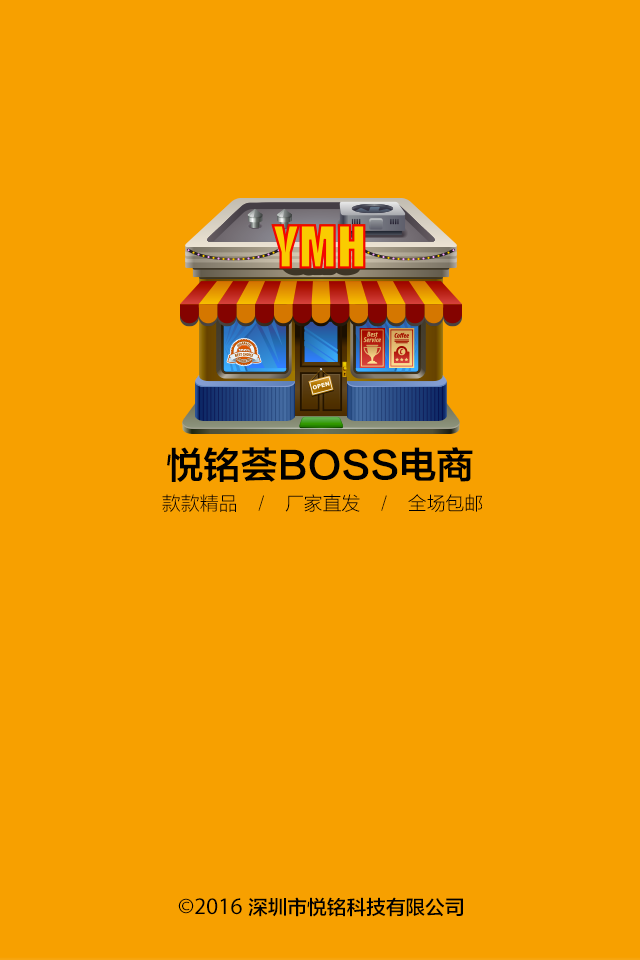 YMH
BEST CHOICE
Best
Service
Coffee
OPEN
悦铭荟BOSS电商
款款精品 / 厂家直发 / 全场包邮
©2016 深圳市悦铭科技有限公司